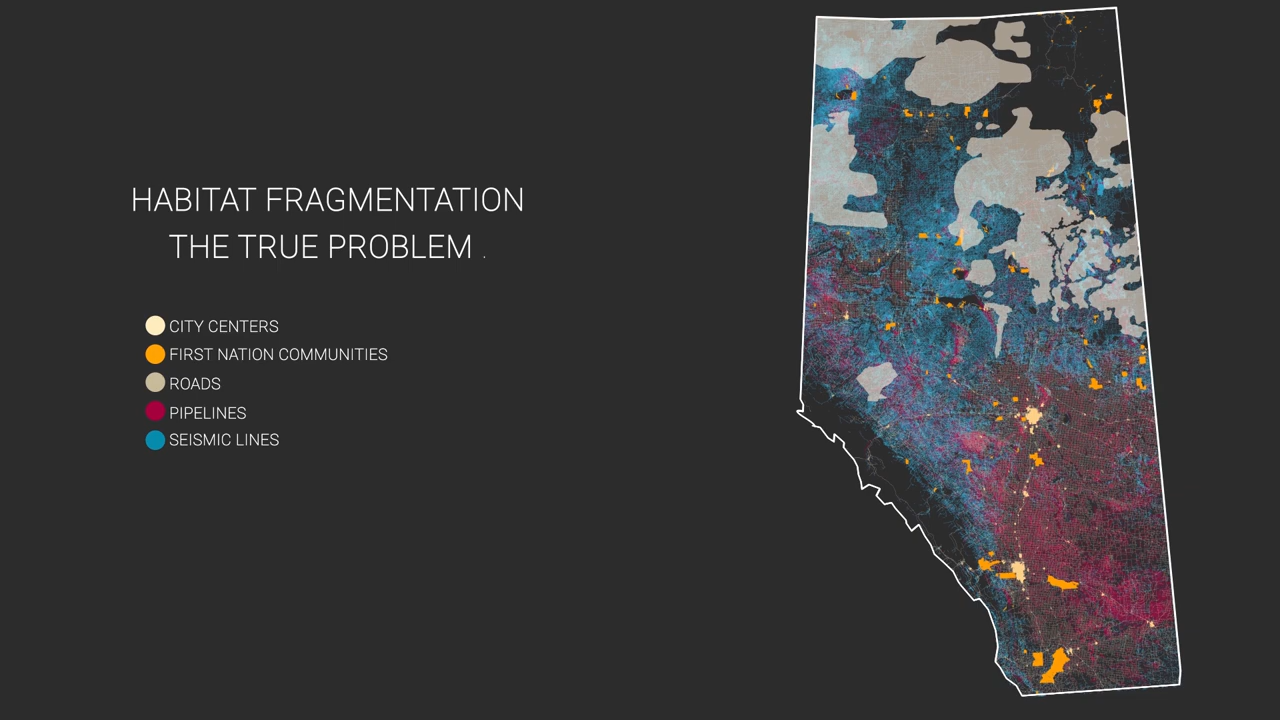 HABITAT FRAGMENTATION
THE TRUE PROBLEM .
CITY CENTERS
FIRST NATION COMMUNITIES
ROADS
PIPELINES
SEISMIC LINES